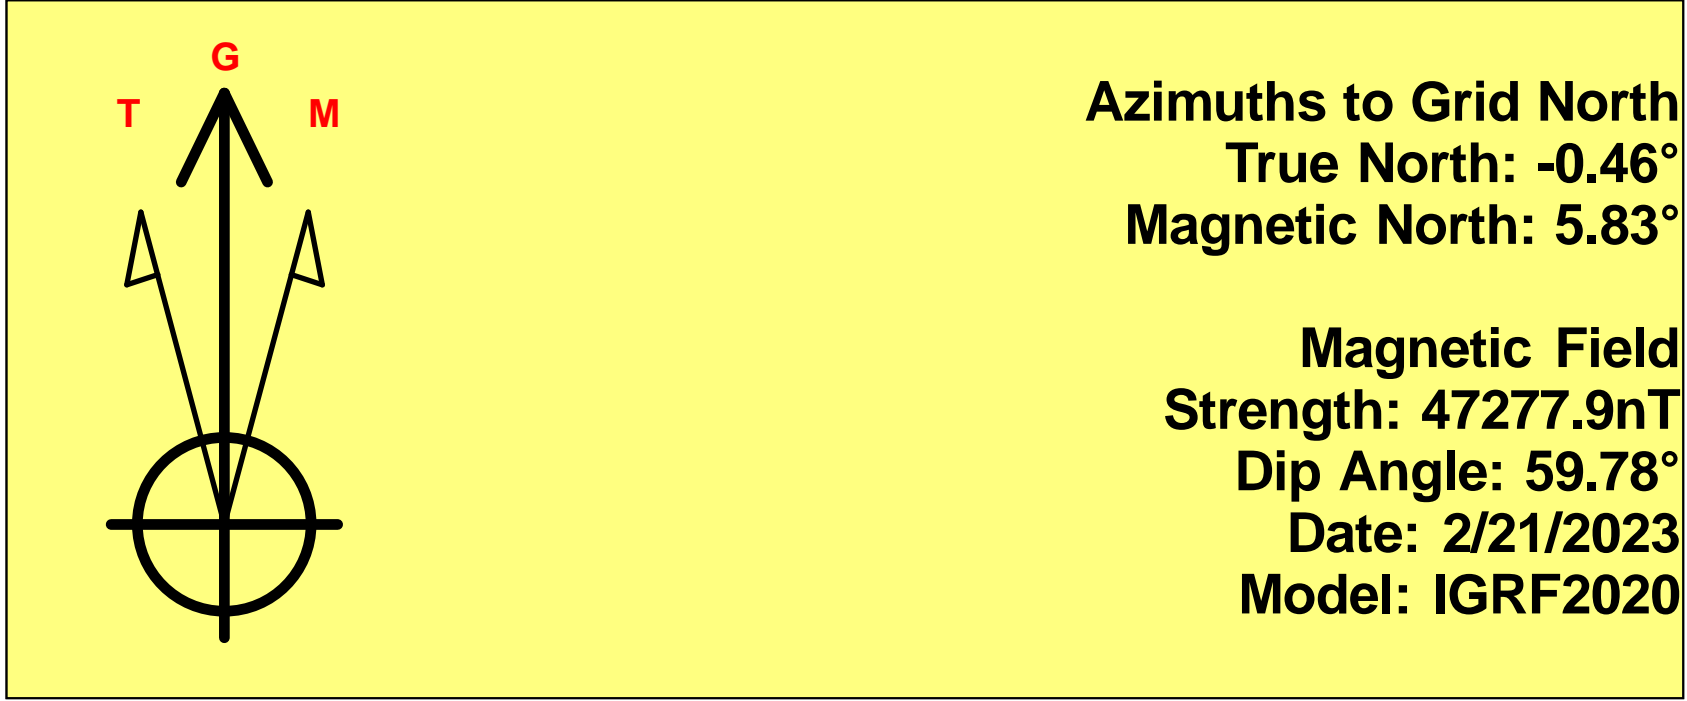 G
T
M
Azimuths to Grid North
True North: -0.46°
Magnetic North: 5.83°
Magnetic Field
Strength: 47277.9nT
Dip Angle: 59.78°
Date: 2/21/2023
Model: IGRF2020